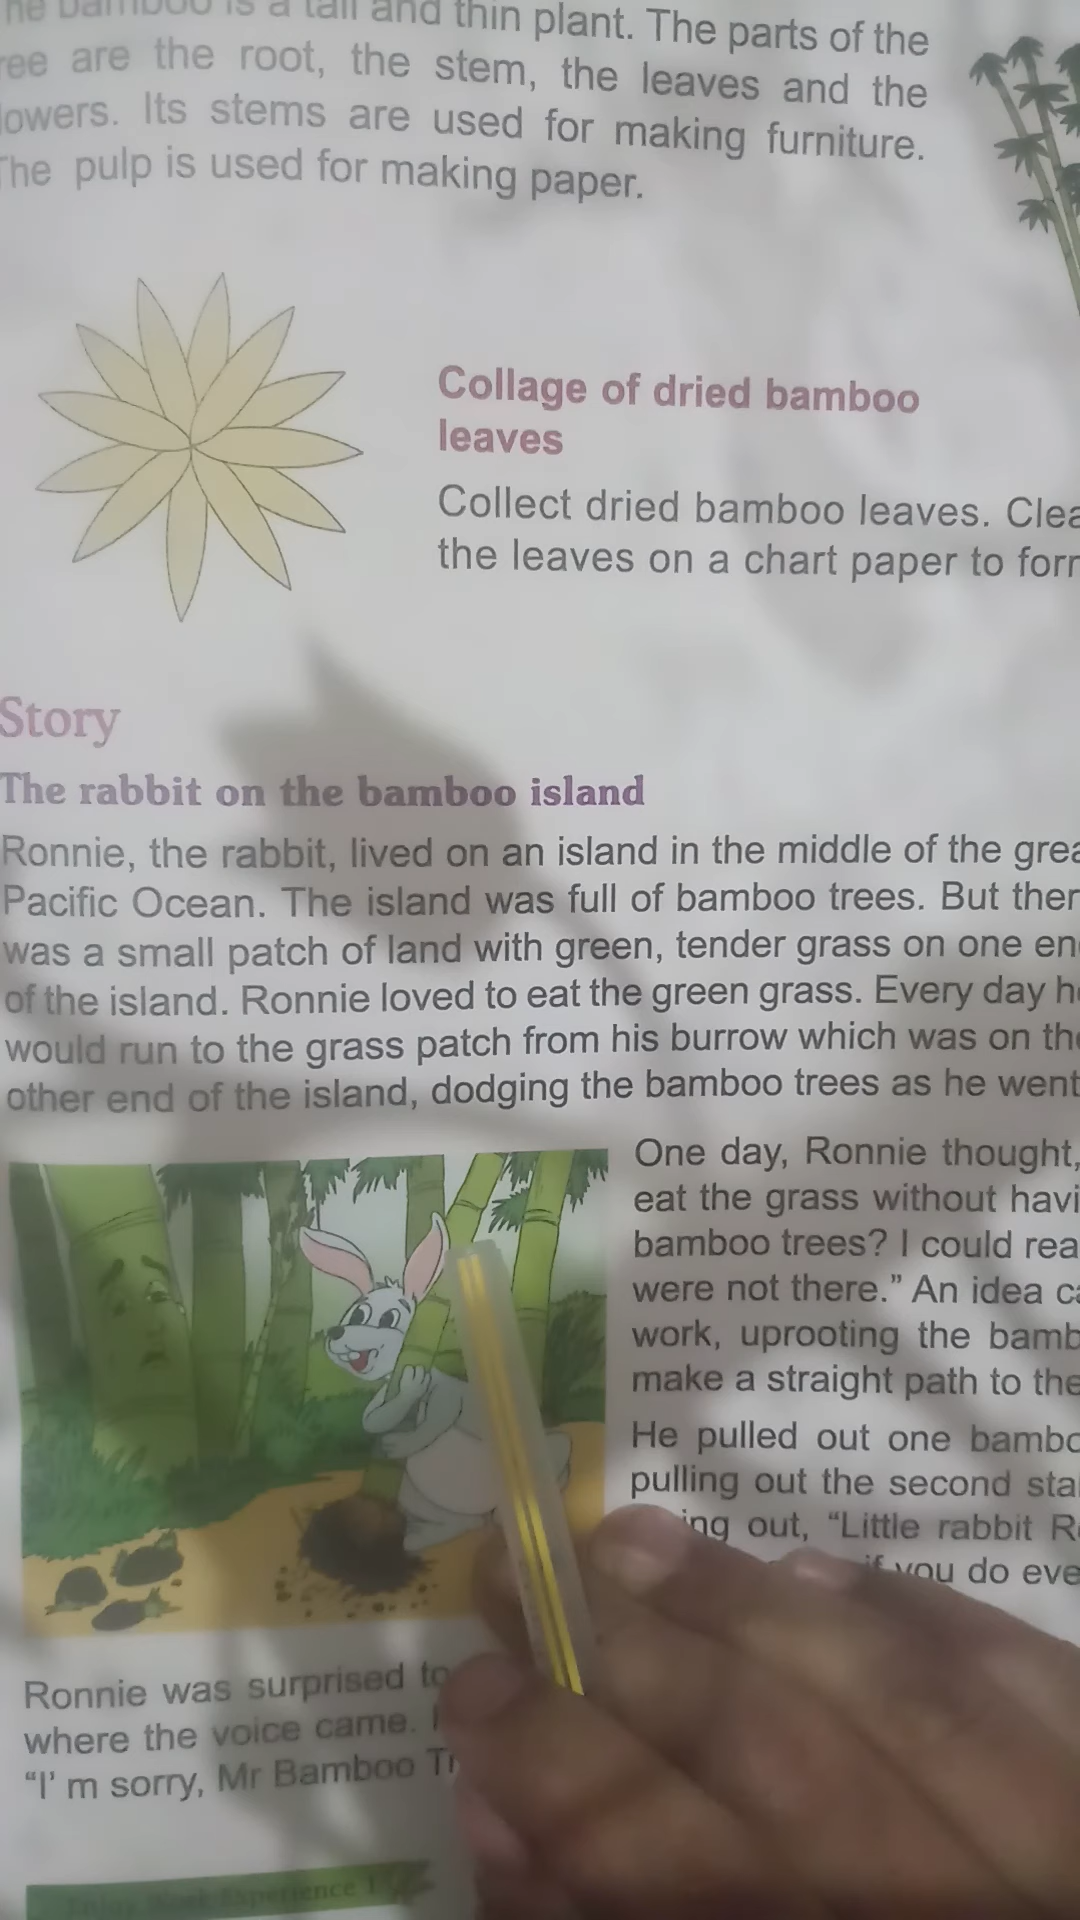 The bamboo is a tall and thin plant. The parts of the
ree are the root, the stem, the leaves and the
lowers. Its stems are used for making furniture.
The pulp is used for making paper.
Collage of dried bamboo
leaves
Collect dried bamboo leaves. Clea
the leaves on a chart paper to for
Story
The rabbit on the bamboo island
Ronnie, the rabbit, lived on an island in the middle of the grea
Pacific Ocean. The island was full of bamboo trees. But ther
was a small patch of land with green, tender grass on one en
of the island. Ronnie loved to eat the green grass. Every day h
would run to the grass patch from his burrow which was on th
other end of the island, dodging the bamboo trees as he went
One day, Ronnie thought,
eat the grass without havi
bamboo trees? I could rea
were not there.” An idea ca
work, uprooting the bamb
make a straight path to the
He pulled out one bambo
pulling out the second sta
ing out, “Little rabbit R
if you do eve
Ronnie was surprised to
where the voice came.
“I’ m sorry, Mr Bamboo Tr
Experience 1